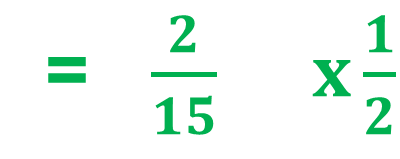 = 2/15 x 1/2